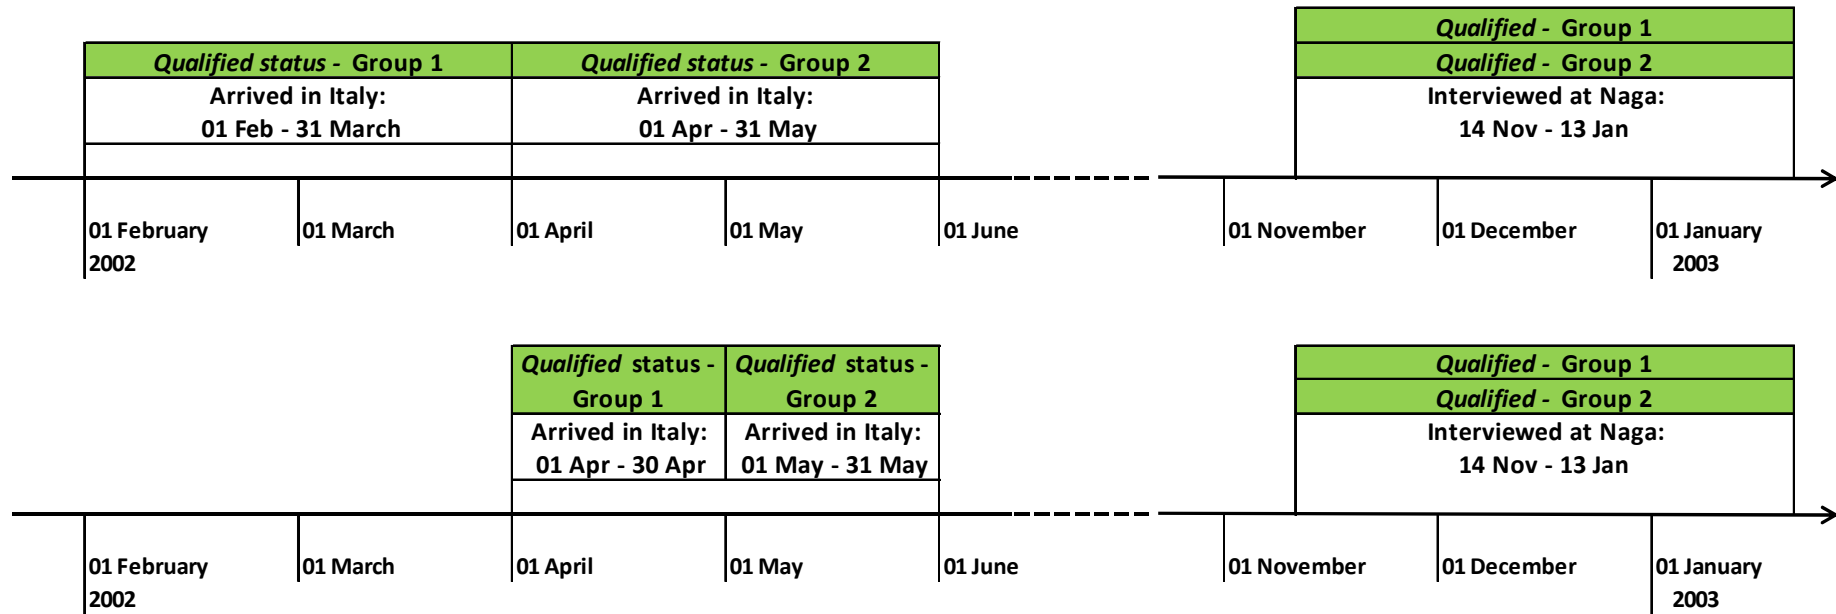 Qualified - Group 1
Qualified status - Group 1
Qualified status - Group 2
Qualified - Group 2
Arrived in Italy:
01 Feb - 31 March
Arrived in Italy:
01 Apr - 31 May
Interviewed at Naga:
14 Nov - 13 Jan
01 February
2002
01 March
01 April
01 May
01 June
01 November
01 December
01 January
2003
Qualified status -
Group 1
Qualified status -
Group 2
Qualified - Group 1
Qualified - Group 2
Arrived in Italy:
01 Apr - 30 Apr
Arrived in Italy:
01 May - 31 May
Interviewed at Naga:
14 Nov - 13 Jan
01 February
2002
01 March
01 April
01 May
01 June
01 November
01 December
01 January
2003